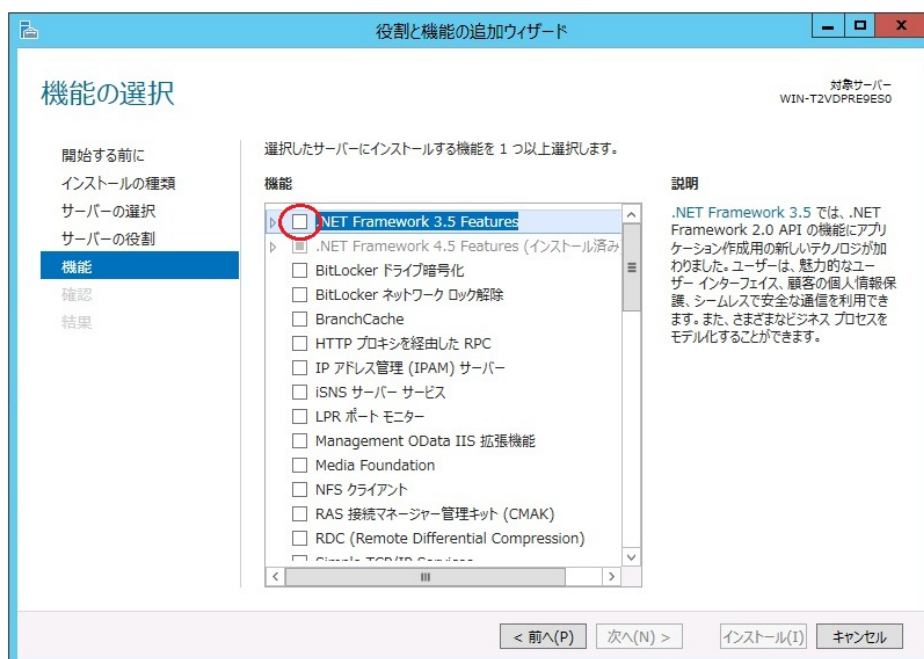 役割と機能の追加ウィザード
機能の選択
対象サーバー
WIN-T2VDPRE9ES0
開始する前に
インストールの種類
サーバーの選択
サーバーの役割
機能
確認
結果
選択したサーバーにインストールする機能を 1 つ以上選択します。
機能
.NET Framework 3.5 Features
.NET Framework 4.5 Features (インストール済み
BitLocker ドライブ暗号化
BitLocker ネットワーク ロック解除
BranchCache
HTTP プロキシを経由した RPC
IP アドレス管理 (IPAM) サーバー
iSNS サーバー サービス
LPR ポート モニター
Management OData IIS 拡張機能
Media Foundation
NFS クライアント
RAS 接続マネージャー管理キット (CMAK)
RDC (Remote Differential Compression)
Simple TCP/IP Services
説明
.NET Framework 3.5 では、.NET
Framework 2.0 API の機能にアプリ
ケーション作成用の新しいテクノロジが加
わりました。ユーザーは、魅力的なユー
ザー インターフェイス、顧客の個人情報保
護、シームレスで安全な通信を利用でき
ます。また、さまざまなビジネス プロセスを
モデル化することができます。
< 前へ(P)
次へ(N) >
インストール(I)
キャンセル